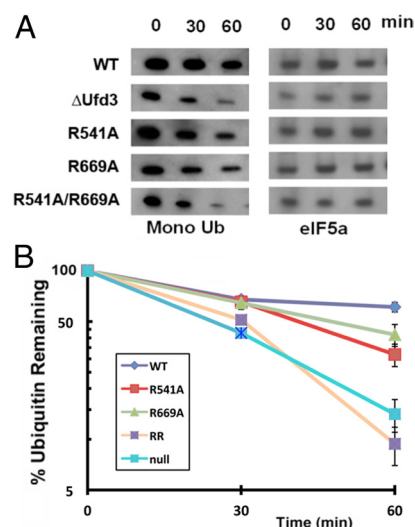 A
0 30 60 0 30 60 min
WT
ΔUfd3
R541A
R669A
R541A/R669A
Mono Ub eIF5a
B
100
% Ubiquitin Remaining
50
WT
R541A
R669A
RR
null
5
0 30 60
Time (min)